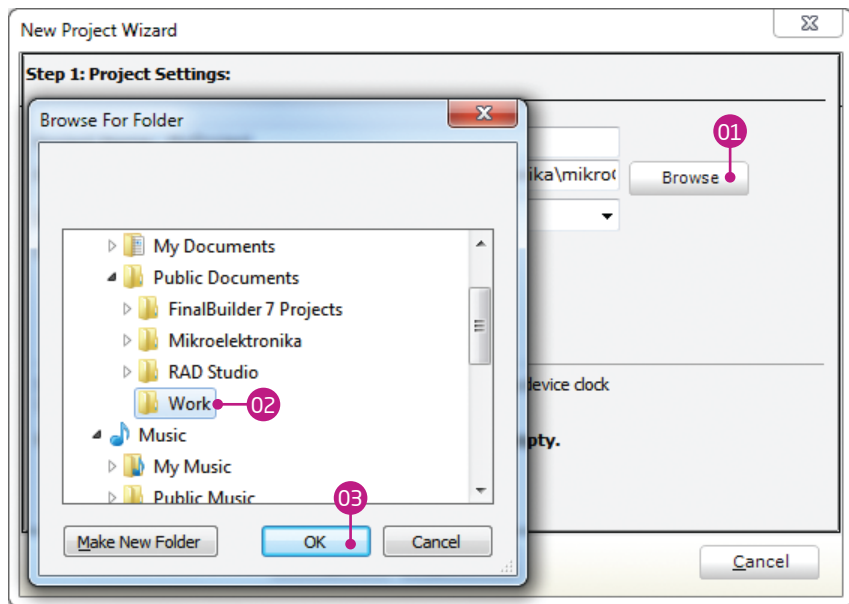 New Project Wizard
Step 1: Project Settings:
Browse For Folder
01
ika\mikro
Browse
My Documents
Public Documents
FinalBuilder 7 Projects
Mikroelektronika
RAD Studio
device clock
Work
02
Music
pty.
My Music
Public Music
03
Make New Folder
OK
Cancel
Cancel